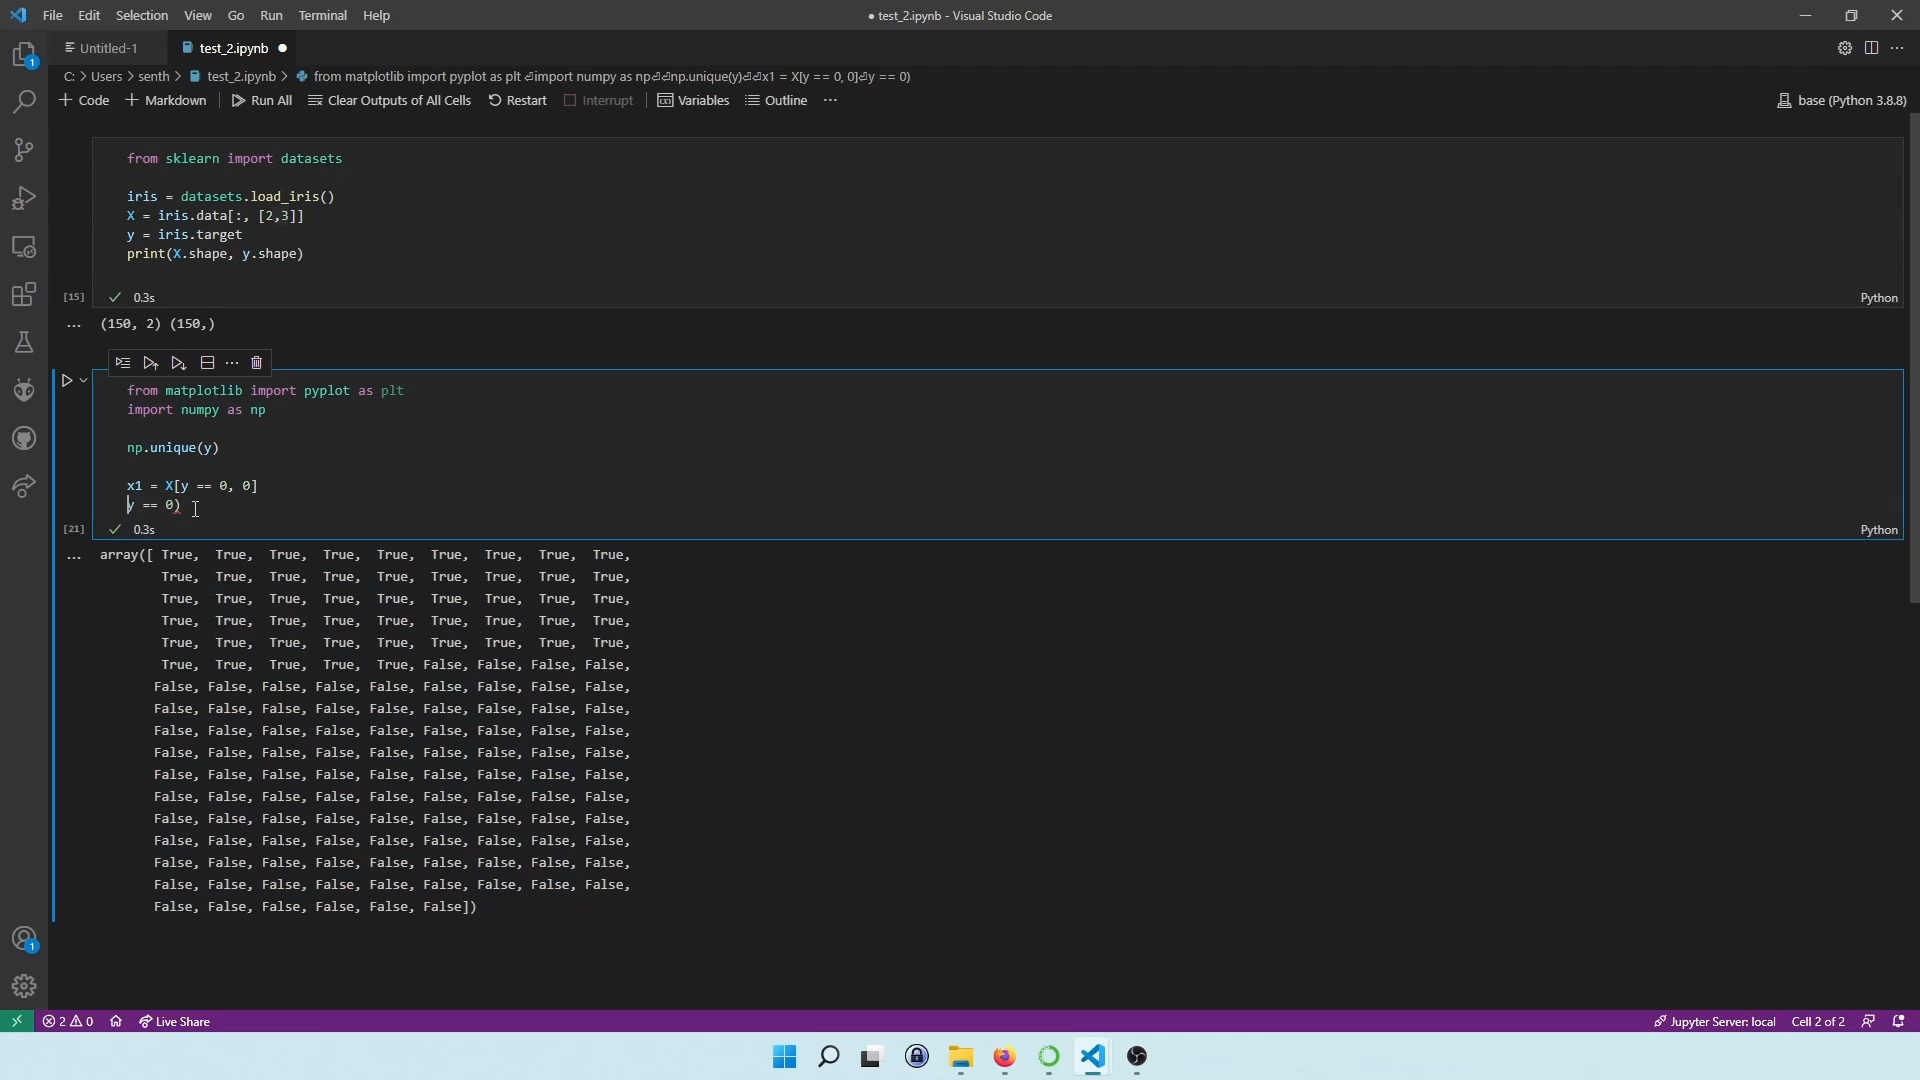 File Edit Selection View Go Run Terminal Help
● test_2.ipynb - Visual Studio Code
Untitled-1
test_2.ipynb ●
C: > Users > senth > test_2.ipynb > from matplotlib import pyplot as plt ⏎import numpy as np⏎⏎np.unique(y)⏎⏎x1 = X[y == 0, 0]⏎y == 0)
+ Code + Markdown | Run All Clear Outputs of All Cells Restart Interrupt | Variables Outline ···
base (Python 3.8.8)
from sklearn import datasets
iris = datasets.load_iris()
X = iris.data[:, [2,3]]
y = iris.target
print(X.shape, y.shape)
[15] ✓ 0.3s
Python
... (150, 2) (150,)
from matplotlib import pyplot as plt
import numpy as np
np.unique(y)
x1 = X[y == 0, 0]
y == 0)
[21] ✓ 0.3s
Python
... array([ True, True, True, True, True, True, True, True, True,
True, True, True, True, True, True, True, True, True,
True, True, True, True, True, True, True, True, True,
True, True, True, True, True, True, True, True, True,
True, True, True, True, True, True, True, True, True,
True, True, True, True, True, False, False, False, False,
False, False, False, False, False, False, False, False, False,
False, False, False, False, False, False, False, False, False,
False, False, False, False, False, False, False, False, False,
False, False, False, False, False, False, False, False, False,
False, False, False, False, False, False, False, False, False,
False, False, False, False, False, False, False, False, False,
False, False, False, False, False, False, False, False, False,
False, False, False, False, False, False, False, False, False,
False, False, False, False, False, False, False, False, False,
False, False, False, False, False, False, False, False, False,
False, False, False, False, False, False])
1
1
2 0 Live Share
Jupyter Server: local Cell 2 of 2